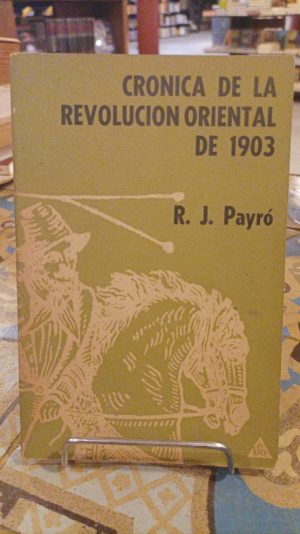 CRONICA DE LA
REVOLUCION ORIENTAL
DE 1903
R. J. Payró